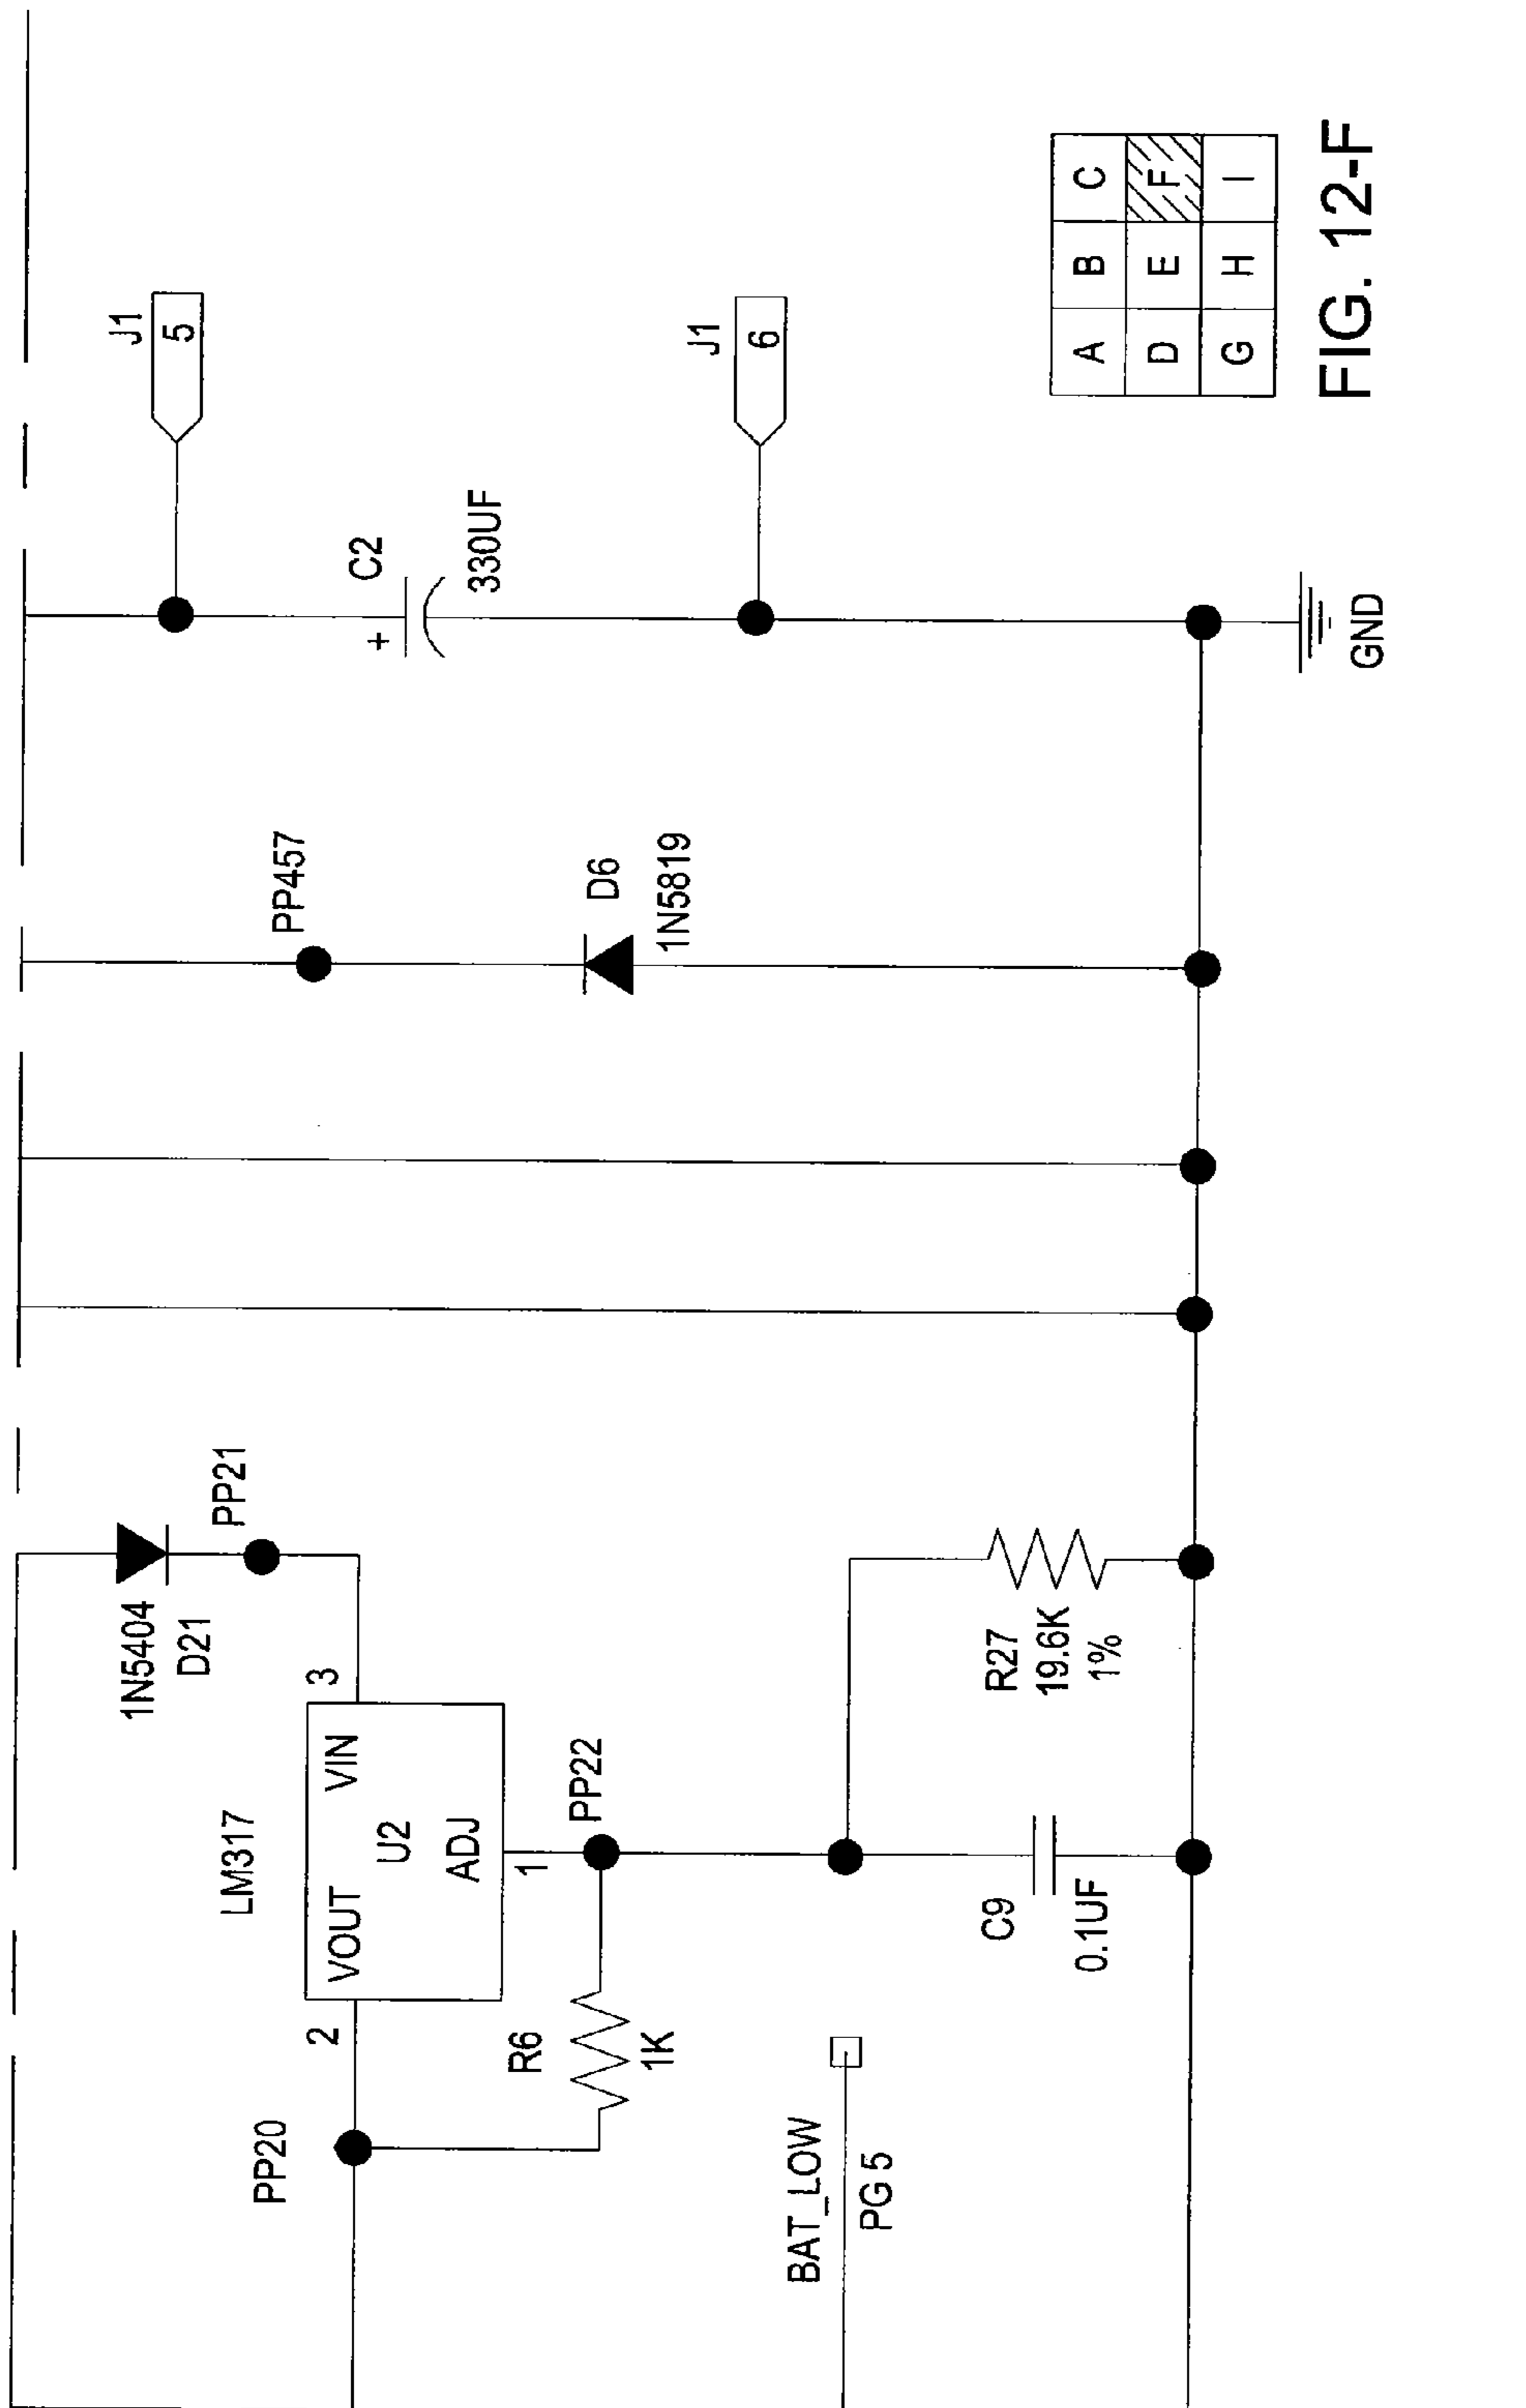 J1
5
C2
+
330UF
J1
6
GND
PP457
D6
1N5819
PP21
1N5404
D21
3
LM317
VIN
U2
VOUT
ADJ
1
2
PP22
PP20
R6
1K
R27
19.6K
1%
C9
0.1UF
BAT_LOW
PG 5
A B C
D E F
G H I
FIG. 12-F